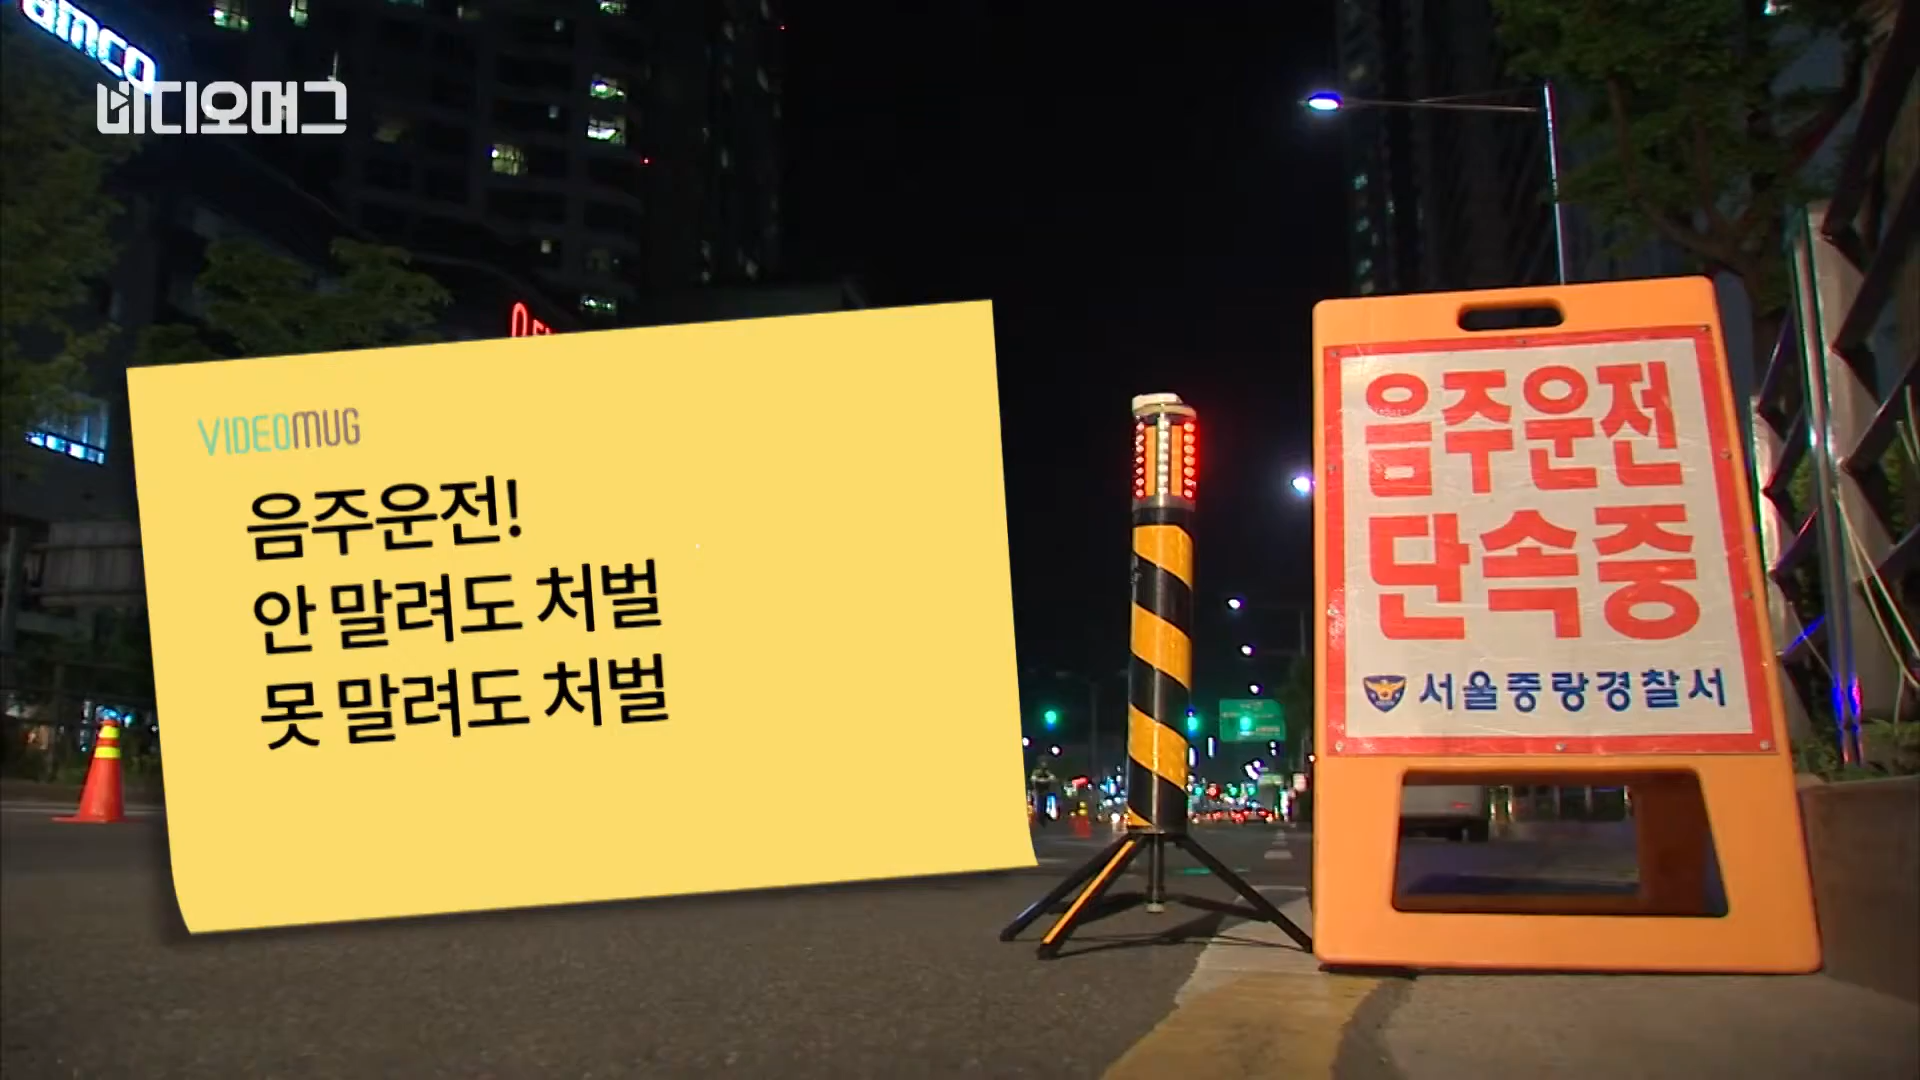 비디오머그
VIDEOMUG
음주운전!
안 말려도 처벌
못 말려도 처벌
음주운전
단속중
서울중랑경찰서